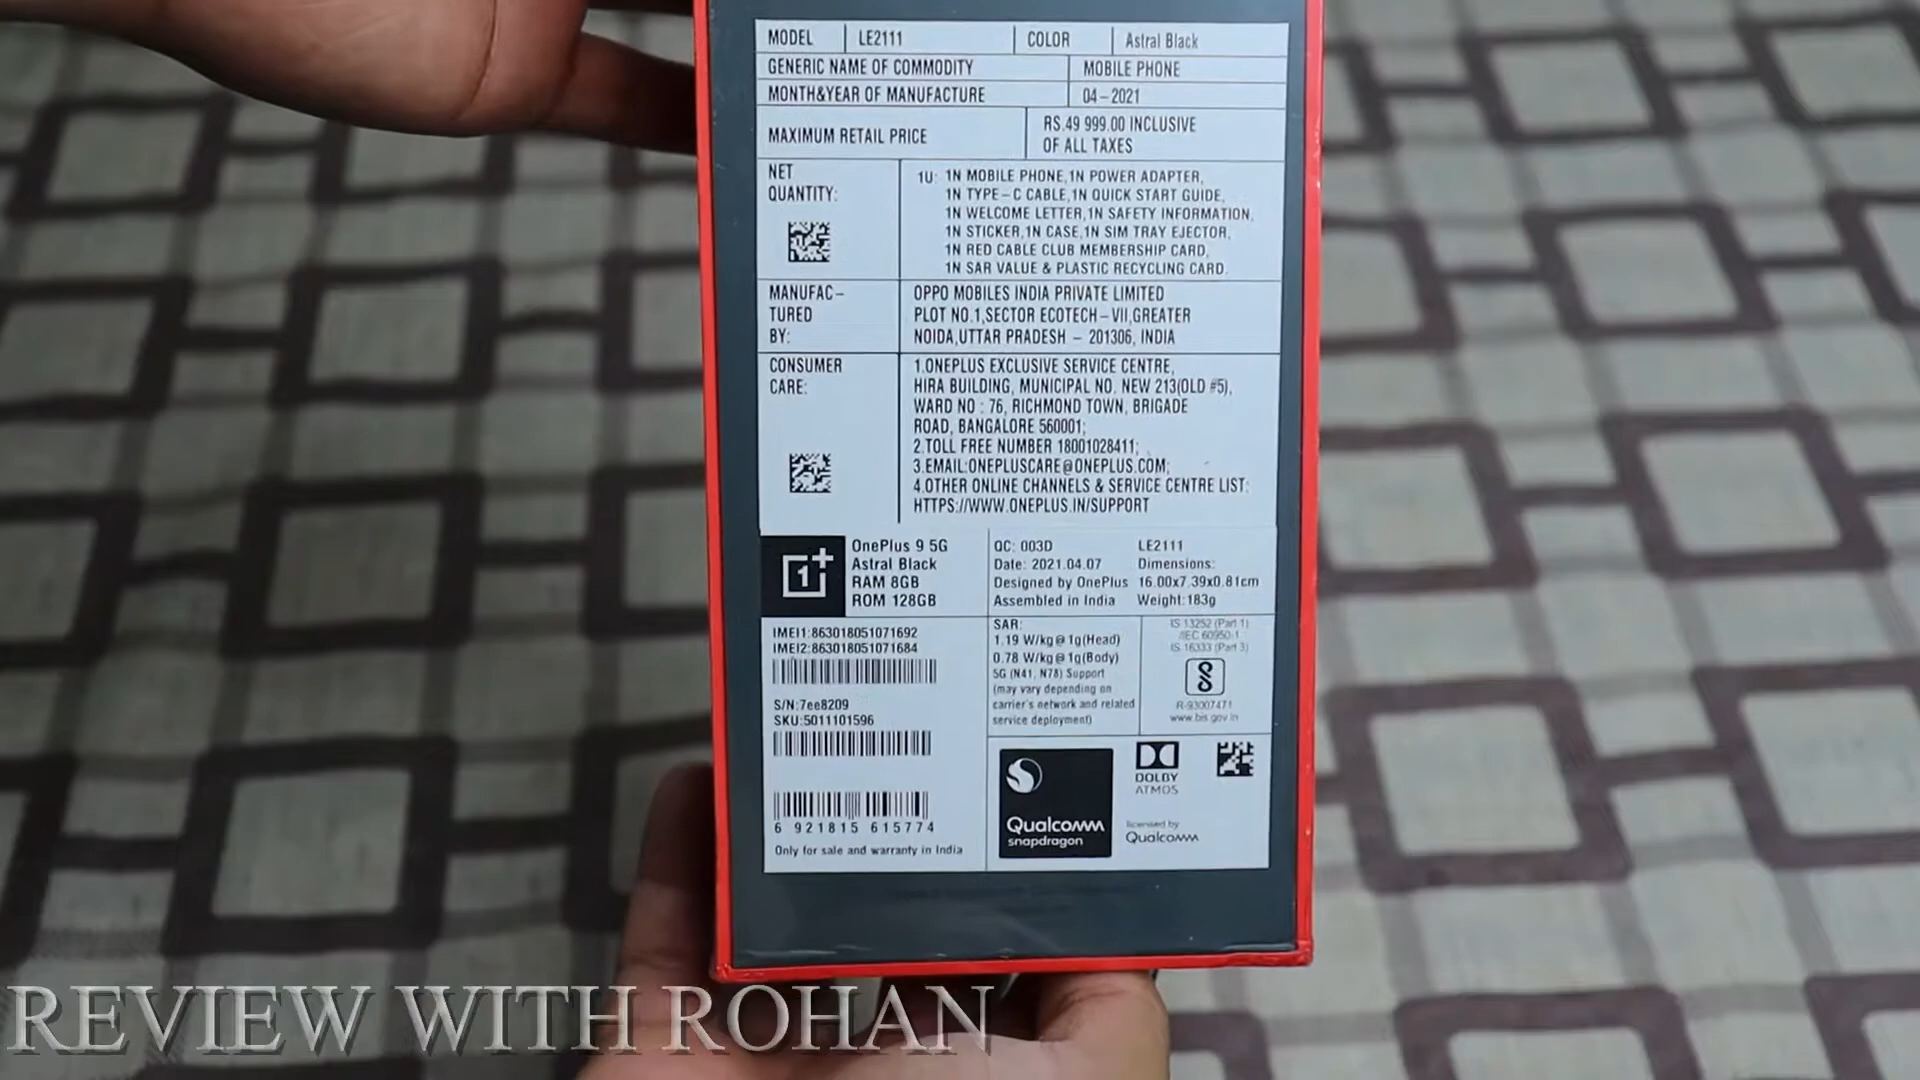 MODEL LE2111 COLOR Astral Black
GENERIC NAME OF COMMODITY MOBILE PHONE
MONTH&YEAR OF MANUFACTURE 04-2021
MAXIMUM RETAIL PRICE RS.49 999.00 INCLUSIVE
OF ALL TAXES
NET
QUANTITY:
1U: 1N MOBILE PHONE,1N POWER ADAPTER,
1N TYPE-C CABLE,1N QUICK START GUIDE,
1N WELCOME LETTER,1N SAFETY INFORMATION,
1N STICKER,1N CASE,1N SIM TRAY EJECTOR,
1N RED CABLE CLUB MEMBERSHIP CARD,
1N SAR VALUE & PLASTIC RECYCLING CARD.
MANUFAC-
TURED
BY:
OPPO MOBILES INDIA PRIVATE LIMITED
PLOT NO.1,SECTOR ECOTECH-VII,GREATER
NOIDA,UTTAR PRADESH - 201306, INDIA
CONSUMER
CARE:
1.ONEPLUS EXCLUSIVE SERVICE CENTRE,
HIRA BUILDING, MUNICIPAL NO. NEW 213(OLD #5),
WARD NO : 76, RICHMOND TOWN, BRIGADE
ROAD, BANGALORE 560001;
2.TOLL FREE NUMBER 18001028411;
3.EMAIL:ONEPLUSCARE@ONEPLUS.COM;
4.OTHER ONLINE CHANNELS & SERVICE CENTRE LIST:
HTTPS://WWW.ONEPLUS.IN/SUPPORT
1+
OnePlus 9 5G
Astral Black
RAM 8GB
ROM 128GB
QC: 003D
Date: 2021.04.07
Designed by OnePlus
Assembled in India
LE2111
Dimensions:
16.00x7.39x0.81cm
Weight:183g
IMEI1:863018051071692
IMEI2:863018051071684
S/N:7ee8209
SKU:5011101596
6 921815 615774
Only for sale and warranty in India
SAR:
1.19 W/kg@1g(Head)
0.78 W/kg@1g(Body)
5G (N41, N78) Support
(may vary depending on
carrier's network and related
service deployment)
IS 13252 (Part 1)
/IEC 60950-1
IS 16333 (Part 3)
R-93007471
www.bis.gov.in
Qualcomm
snapdragon
DOLBY
ATMOS
licensed by
Qualcomm
REVIEW WITH ROHAN